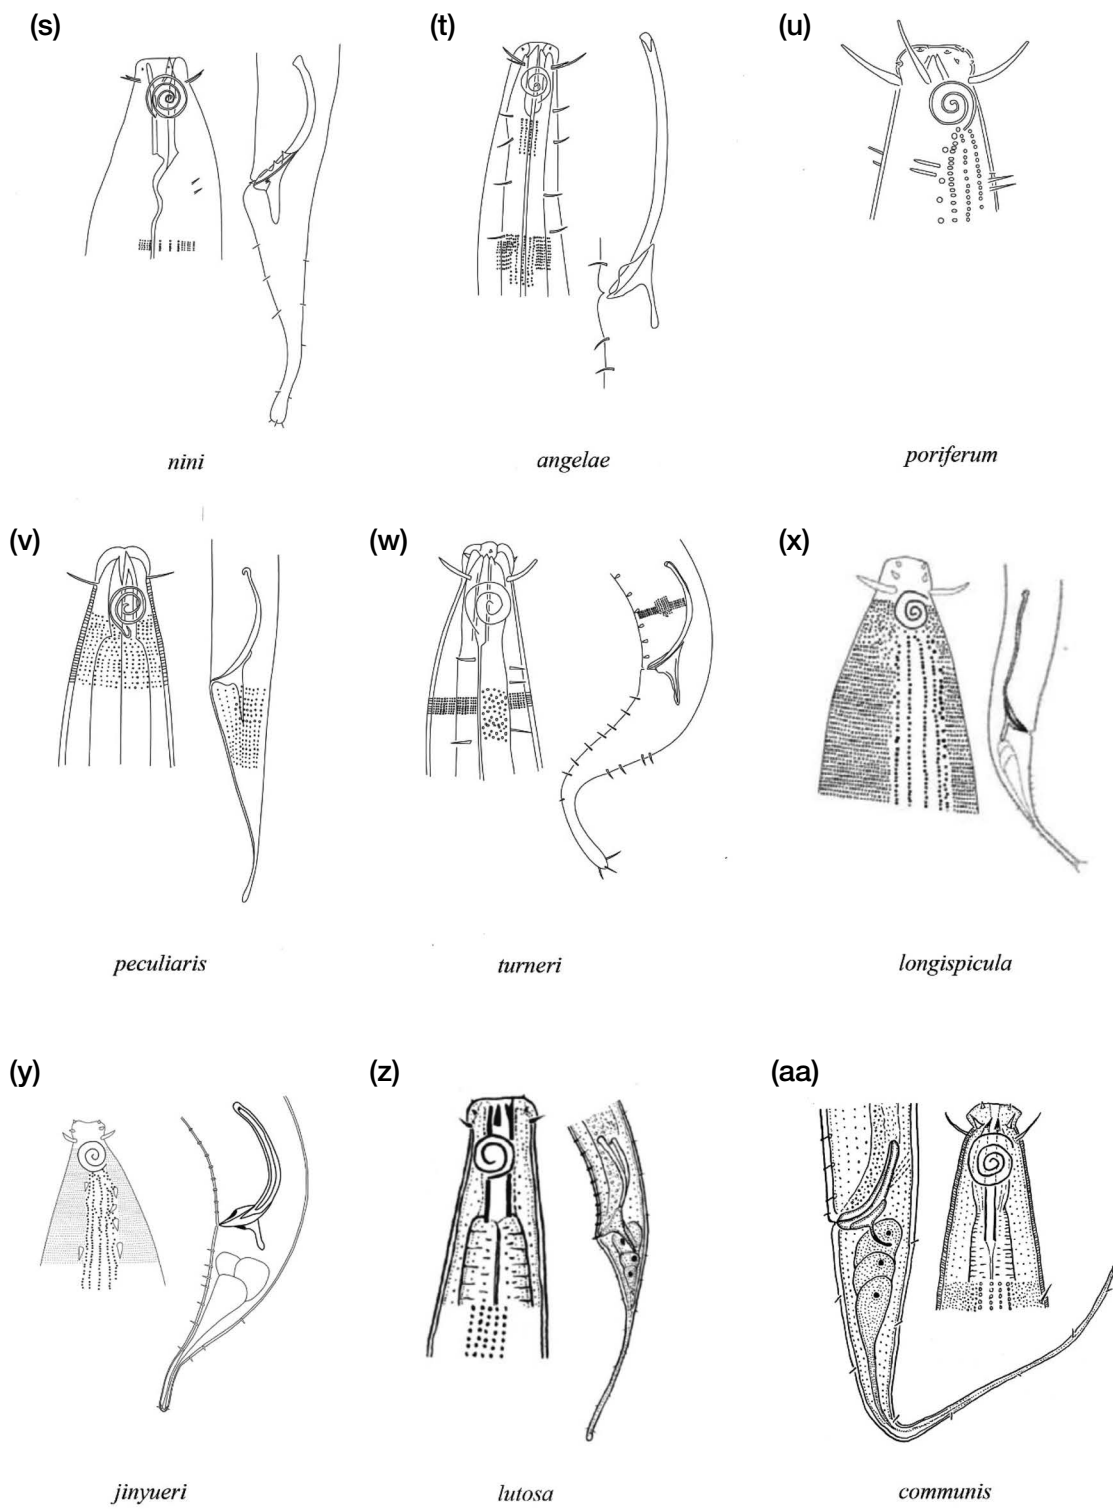 (s) (t) (u)
nini angelae poriferum
(v) (w) (x)
peculiaris turneri longispicula
(y) (z) (aa)
jinyueri lutosa communis